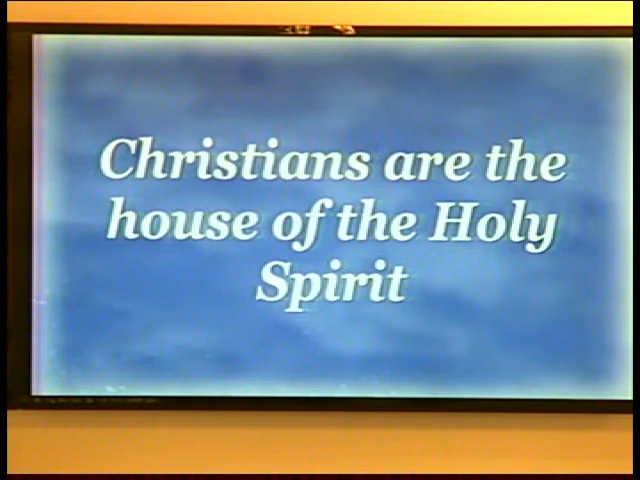 Christians are the
house of the Holy
Spirit